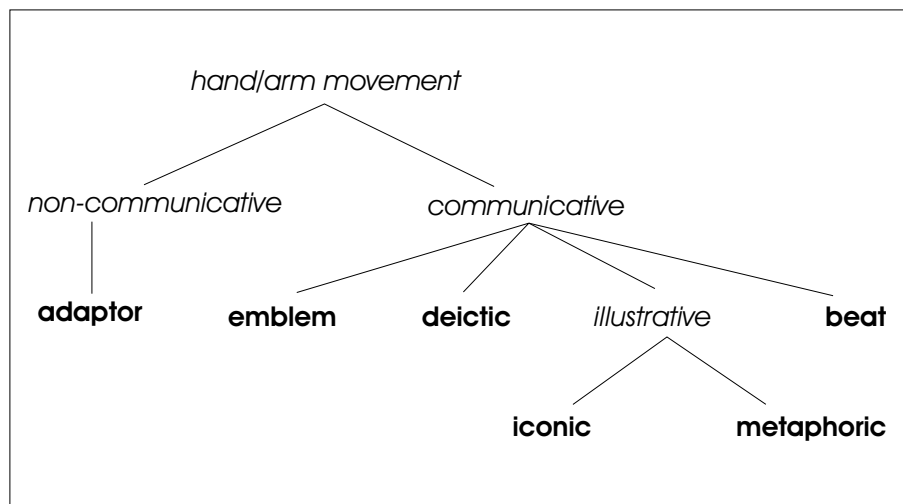 hand/arm movement
non-communicative communicative
adaptor emblem deictic illustrative beat
iconic metaphoric